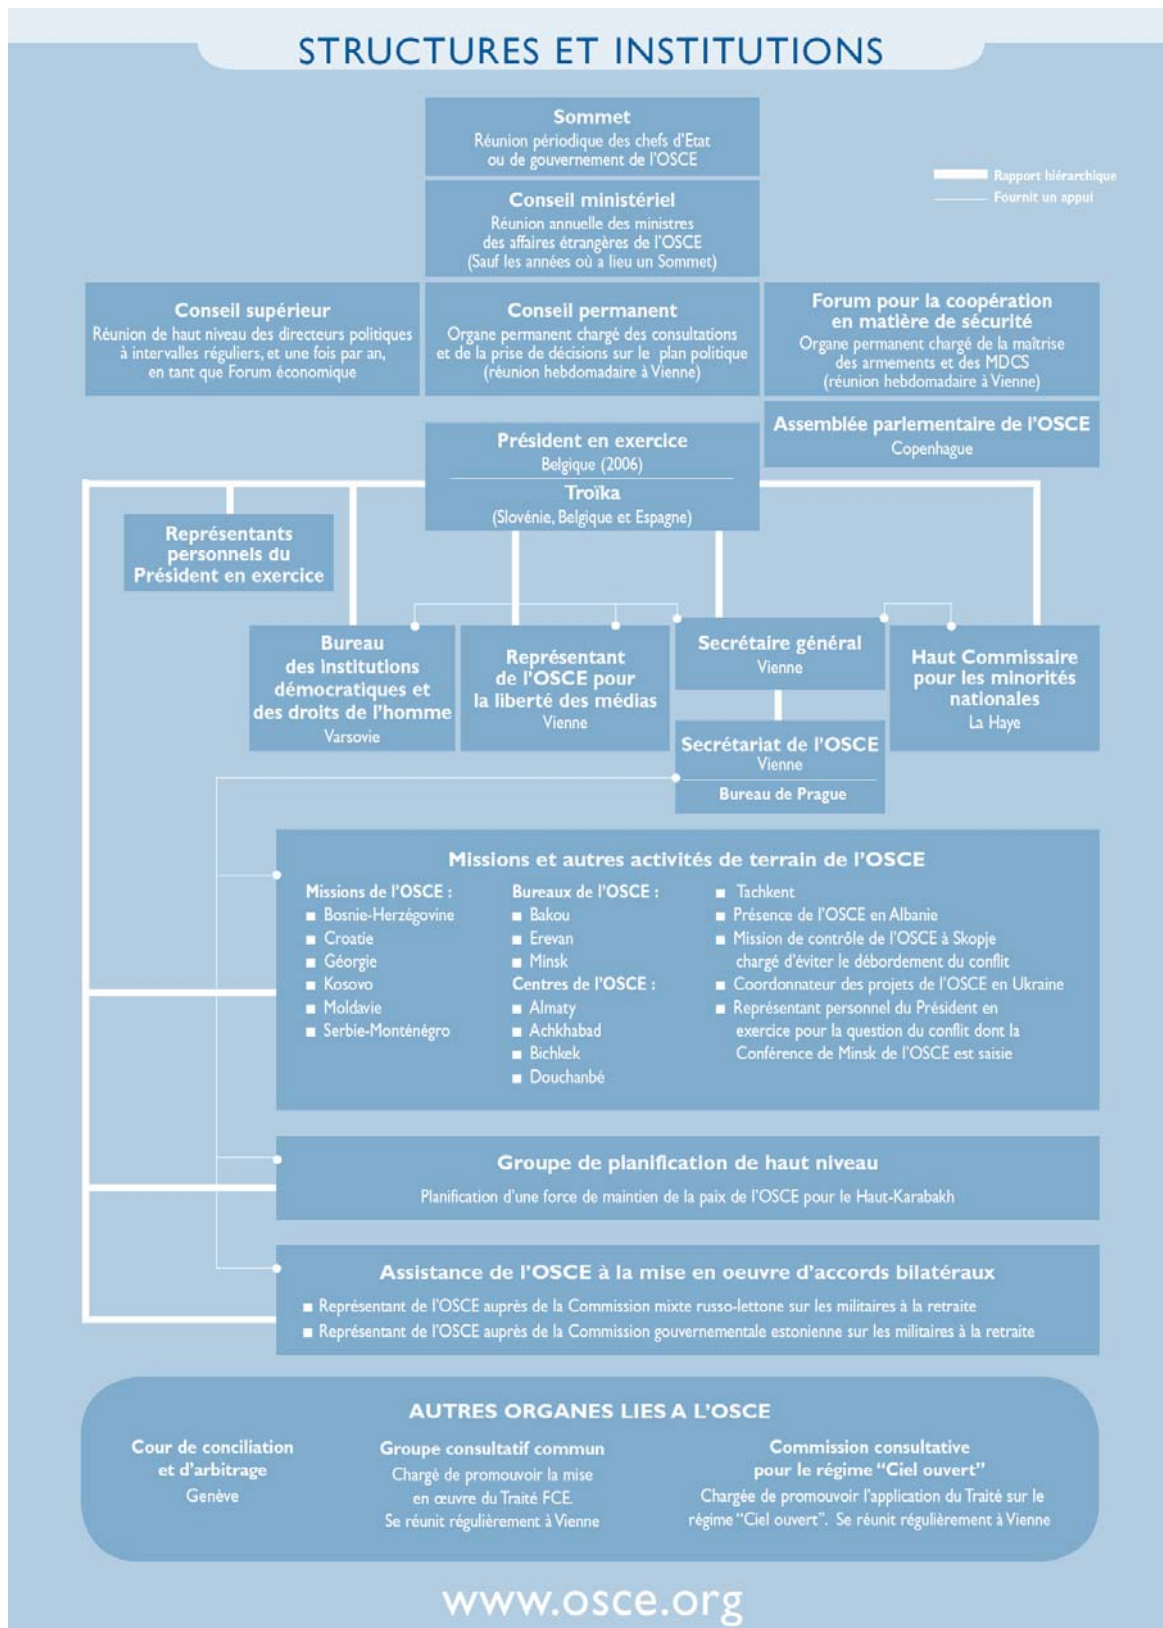 STRUCTURES ET INSTITUTIONS
Sommet
Réunion périodique des chefs d'Etat
ou de gouvernement de l'OSCE
Rapport hiérarchique
Fournit un appui
Conseil ministériel
Réunion annuelle des ministres
des affaires étrangères de l'OSCE
(Sauf les années où a lieu un Sommet)
Conseil supérieur
Réunion de haut niveau des directeurs politiques
à intervalles réguliers, et une fois par an,
en tant que Forum économique
Conseil permanent
Organe permanent chargé des consultations
et de la prise de décisions sur le plan politique
(réunion hebdomadaire à Vienne)
Forum pour la coopération
en matière de sécurité
Organe permanent chargé de la maîtrise
des armements et des MDCS
(réunion hebdomadaire à Vienne)
Assemblée parlementaire de l'OSCE
Copenhague
Président en exercice
Belgique (2006)
Troïka
(Slovénie, Belgique et Espagne)
Représentants
personnels du
Président en exercice
Bureau
des institutions
démocratiques et
des droits de l'homme
Varsovie
Représentant
de l'OSCE pour
la liberté des médias
Vienne
Secrétaire général
Vienne
Haut Commissaire
pour les minorités
nationales
La Haye
Secrétariat de l'OSCE
Vienne
Bureau de Prague
Missions et autres activités de terrain de l'OSCE
Missions de l'OSCE :
Bosnie-Herzégovine
Croatie
Géorgie
Kosovo
Moldavie
Serbie-Monténégro
Bureaux de l'OSCE :
Bakou
Erevan
Minsk
Centres de l'OSCE :
Almaty
Achkhabad
Bichkek
Douchanbé
Tachkent
Présence de l'OSCE en Albanie
Mission de contrôle de l'OSCE à Skopje
chargé d'éviter le débordement du conflit
Coordonnateur des projets de l'OSCE en Ukraine
Représentant personnel du Président en
exercice pour la question du conflit dont la
Conférence de Minsk de l'OSCE est saisie
Groupe de planification de haut niveau
Planification d'une force de maintien de la paix de l'OSCE pour le Haut-Karabakh
Assistance de l'OSCE à la mise en oeuvre d'accords bilatéraux
Représentant de l'OSCE auprès de la Commission mixte russo-lettone sur les militaires à la retraite
Représentant de l'OSCE auprès de la Commission gouvernementale estonienne sur les militaires à la retraite
AUTRES ORGANES LIES A L'OSCE
Cour de conciliation
et d'arbitrage
Genève
Groupe consultatif commun
Chargé de promouvoir la mise
en œuvre du Traité FCE.
Se réunit régulièrement à Vienne
Commission consultative
pour le régime "Ciel ouvert"
Chargée de promouvoir l'application du Traité sur le
régime "Ciel ouvert". Se réunit régulièrement à Vienne
www.osce.org